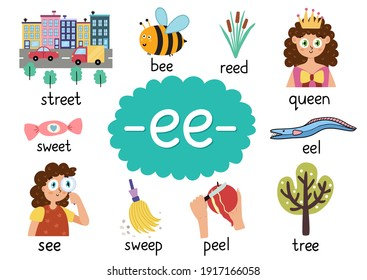 bee
reed
street
queen
-ee-
sweet
eel
see
sweep
peel
tree
shutterstock.com · 1917166058